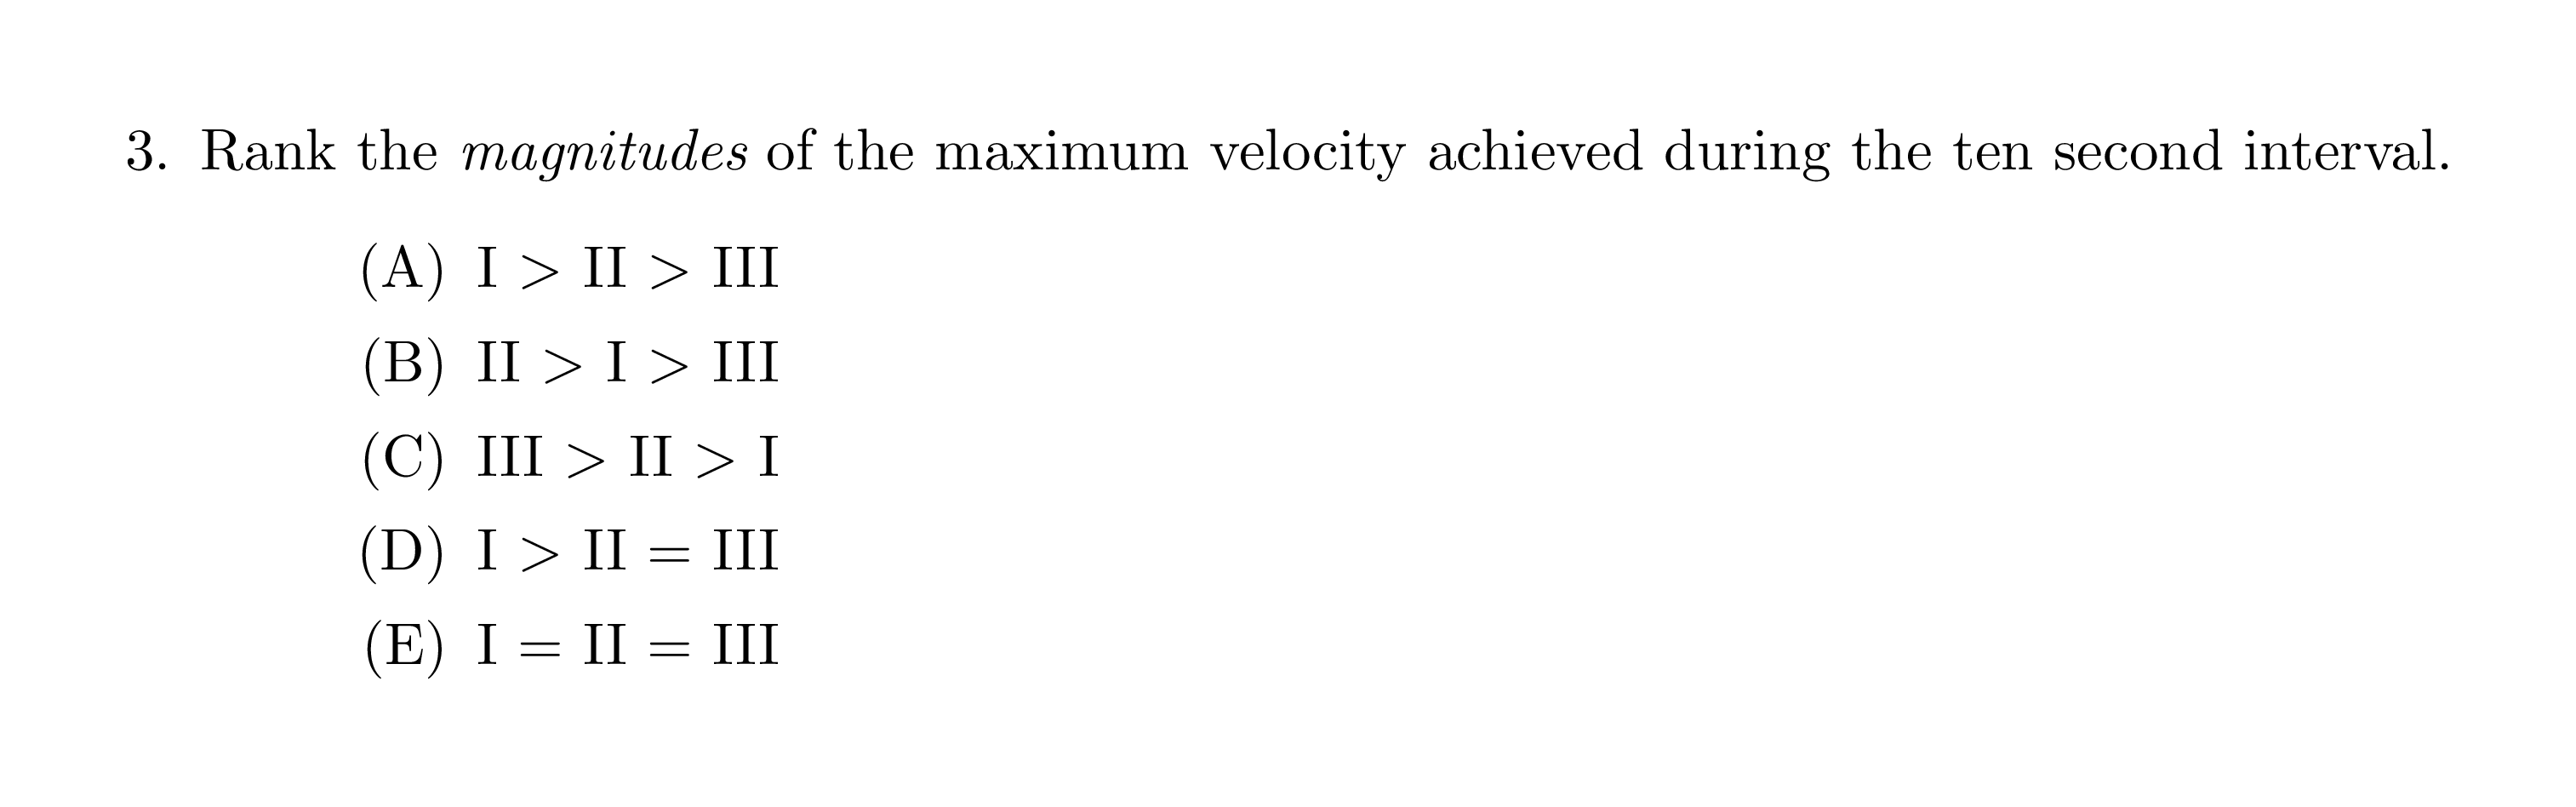 3. Rank the magnitudes of the maximum velocity achieved during the ten second interval.
(A) I > II > III
(B) II > I > III
(C) III > II > I
(D) I > II = III
(E) I = II = III